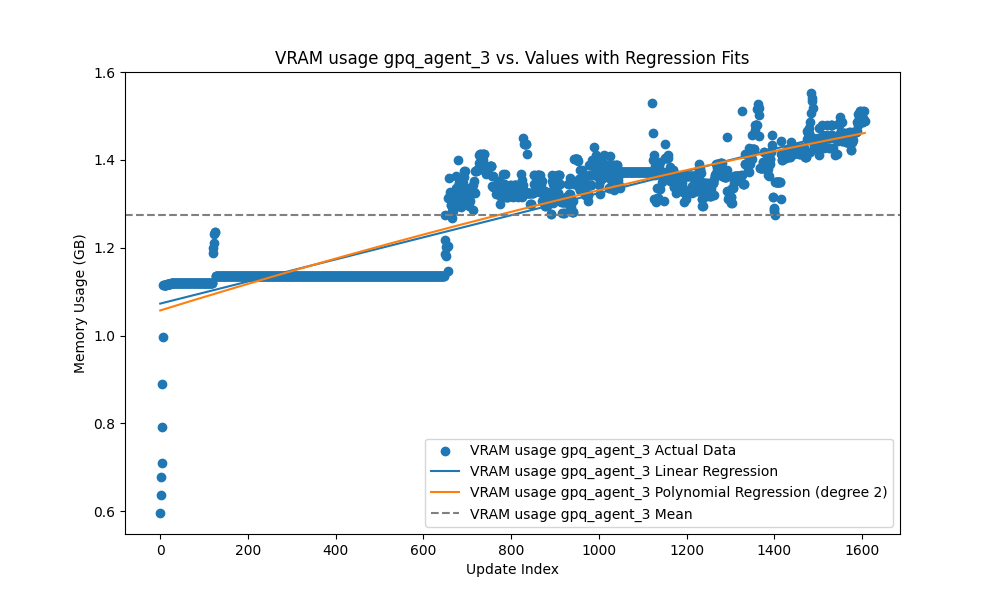 VRAM usage gpq_agent_3 vs. Values with Regression Fits
1.6
1.4
1.2
1.0
0.8
0.6
Memory Usage (GB)
VRAM usage gpq_agent_3 Actual Data
VRAM usage gpq_agent_3 Linear Regression
VRAM usage gpq_agent_3 Polynomial Regression (degree 2)
VRAM usage gpq_agent_3 Mean
0 200 400 600 800 1000 1200 1400 1600
Update Index